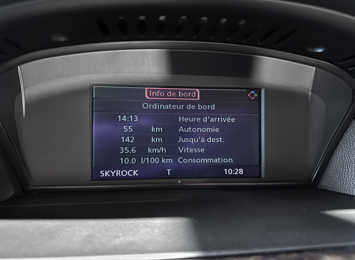 Info de bord
Ordinateur de bord
14:13 Heure d'arrivée
55 km Autonomie
142 km Jusqu'à dest.
35.6 km/h Vitesse
10.0 l/100 km Consommation
SKYROCK T 10:28